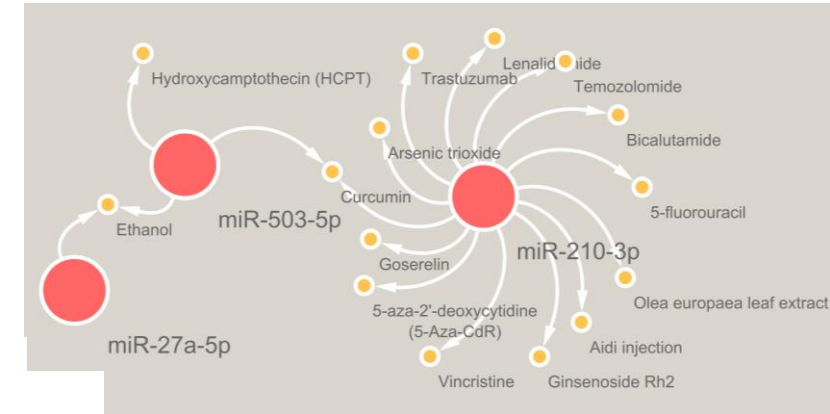 Hydroxycamptothecin (HCPT)
Trastuzumab
Temozolomide
Bicalutamide
Arsenic trioxide
Curcumin
5-fluorouracil
miR-503-5p
Ethanol
miR-210-3p
Goserelin
Olea europaea leaf extract
5-aza-2'-deoxycytidine
(5-Aza-CdR)
miR-27a-5p
Aidi injection
Vincristine
Ginsenoside Rh2